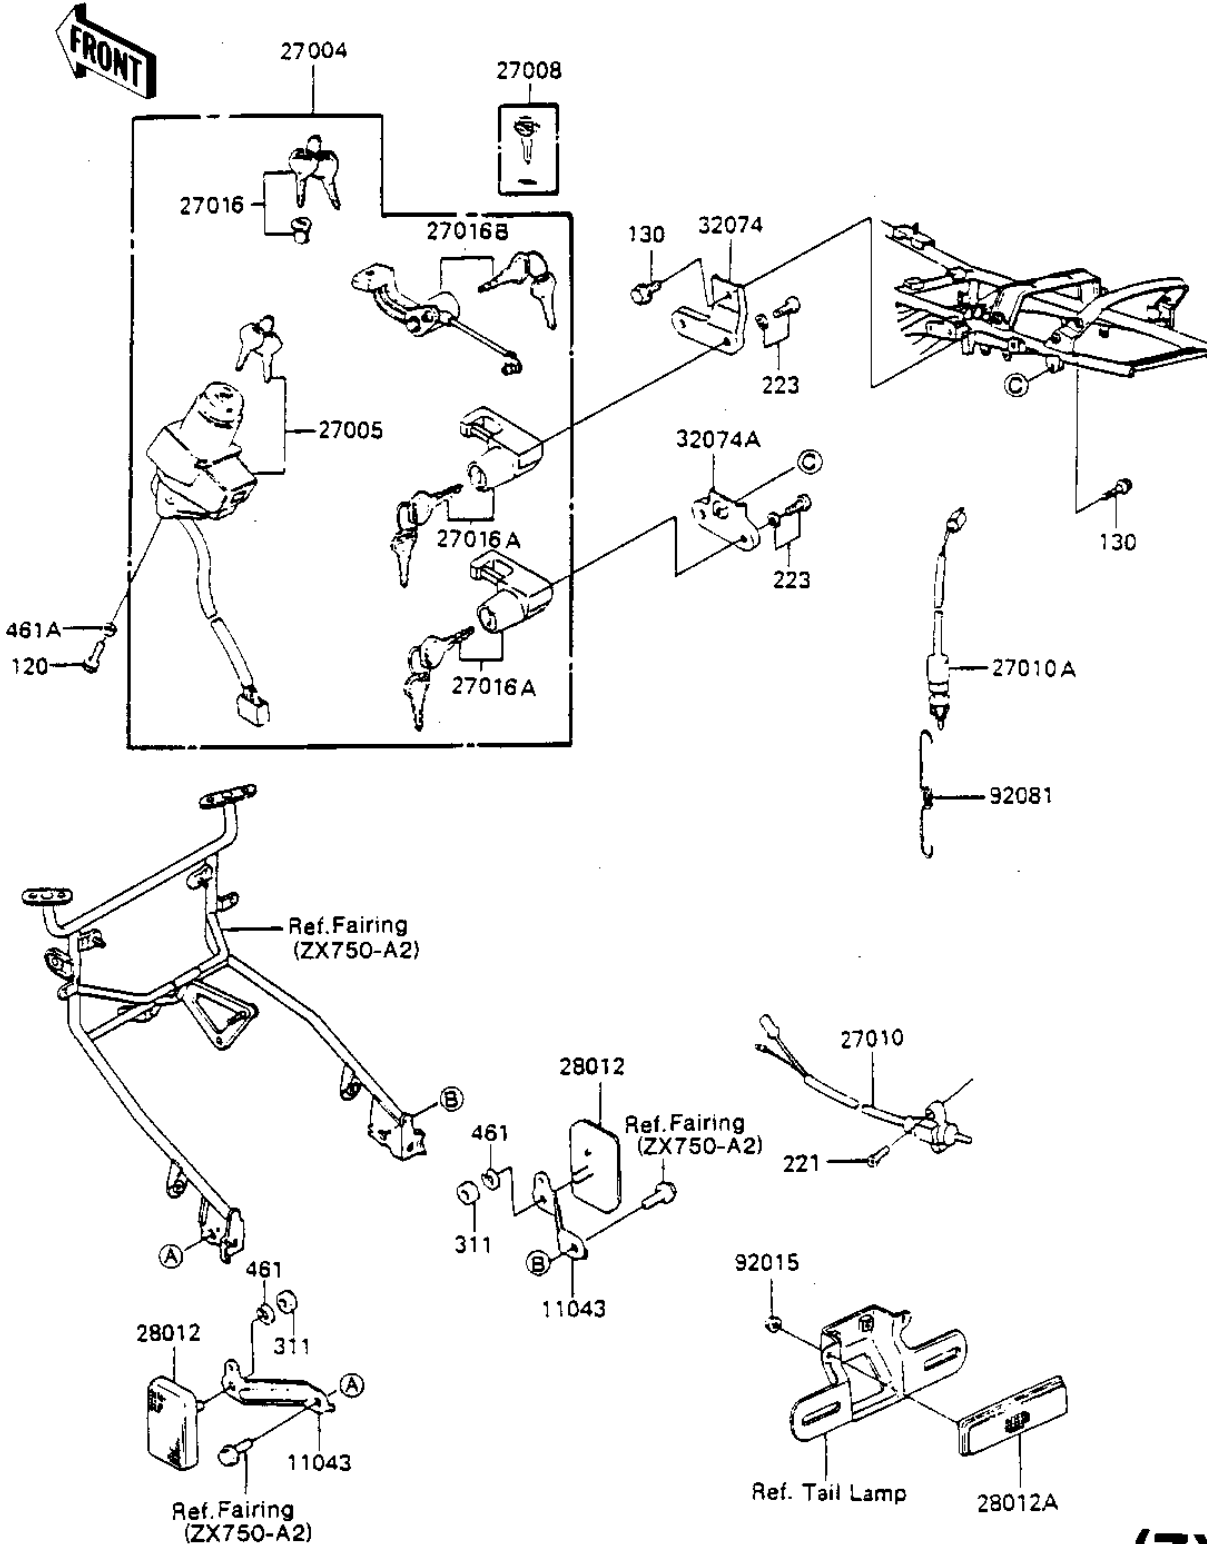 FRONT
27004
27008
27016
27016B
130
32074
223
27005
32074A
C
C
27016A
223
130
461A
120
27016A
27010A
92081
Ref.Fairing
(ZX750-A2)
27010
28012
B
Ref.Fairing
(ZX750-A2)
461
221
311
B
A
461
92015
11043
28012
311
A
11043
Ref. Tail Lamp
28012A
Ref.Fairing
(ZX750-A2)